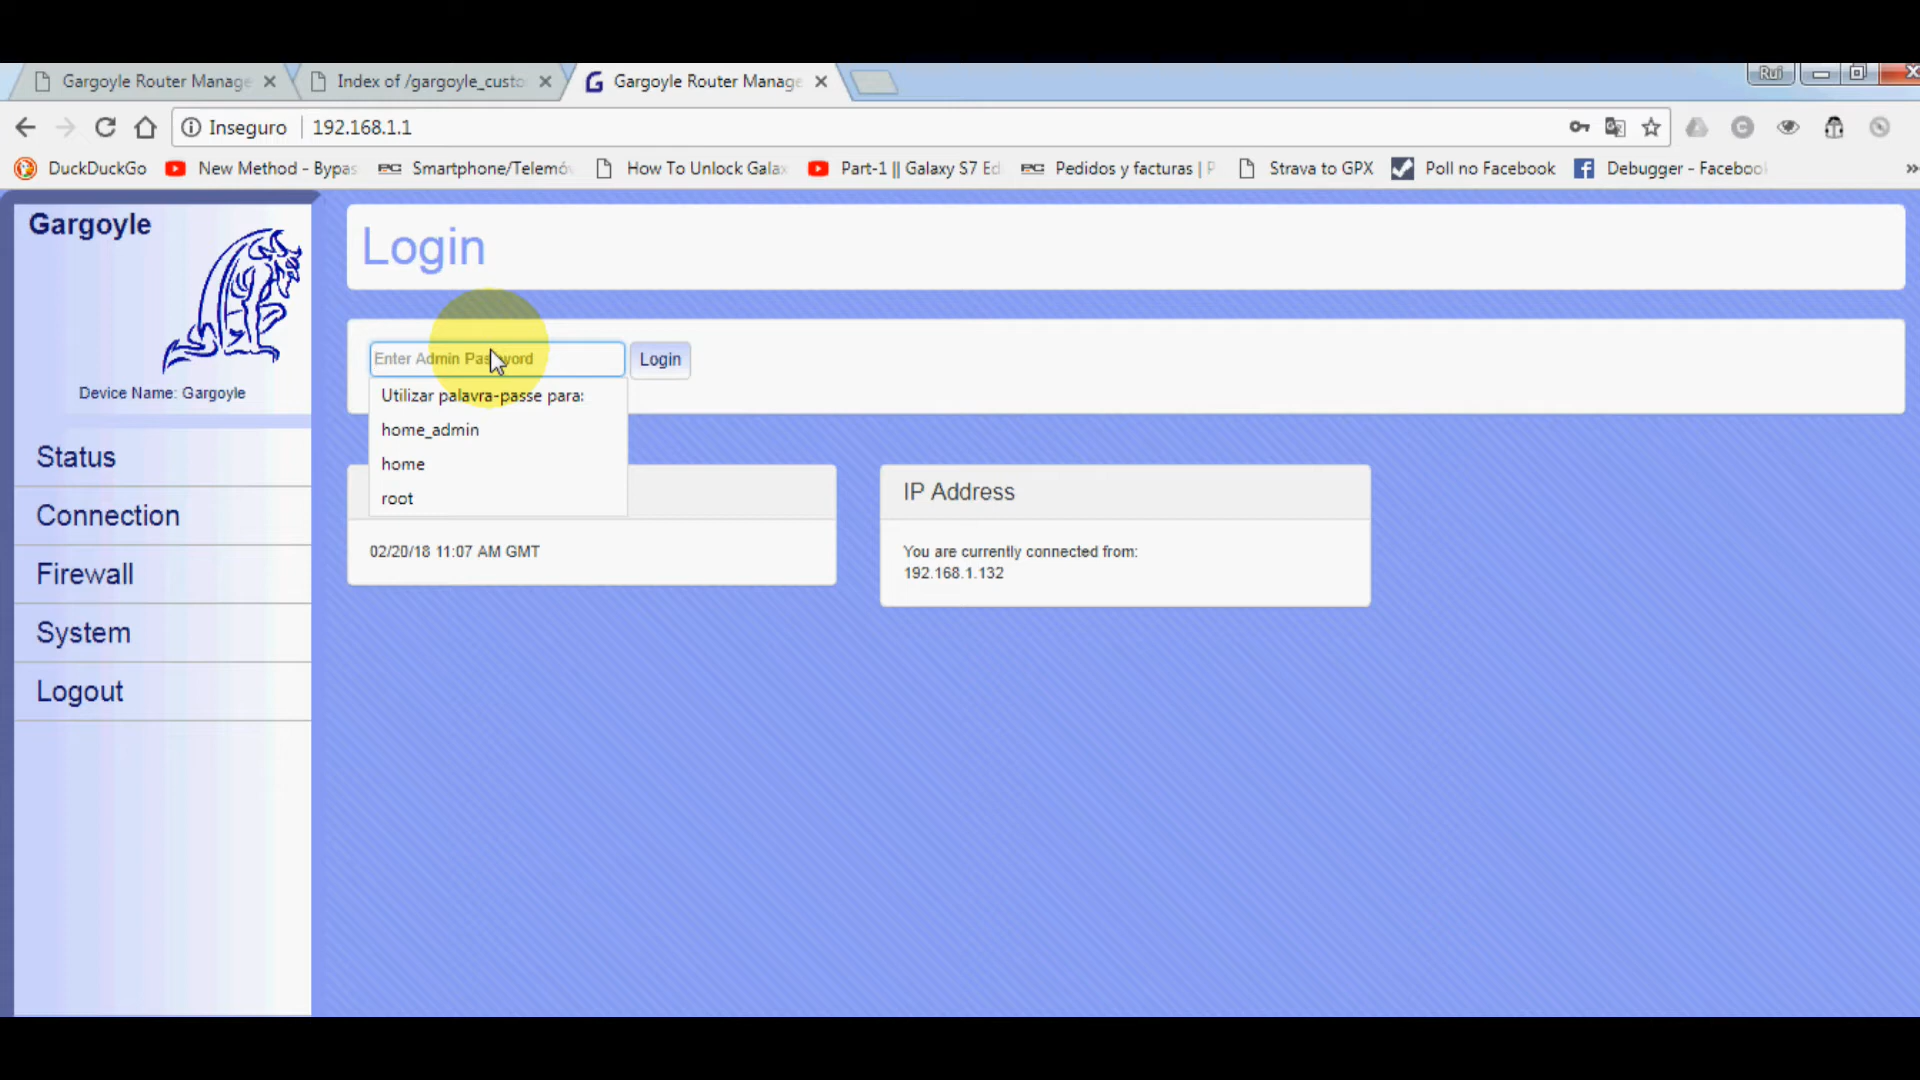 Gargoyle Router Manage
Index of /gargoyle_custo
Gargoyle Router Manage
Rui
Inseguro
192.168.1.1
DuckDuckGo
New Method - Bypas
Smartphone/Telemó
How To Unlock Gala
Part-1 || Galaxy S7 Ed
Pedidos y facturas | P
Strava to GPX
Poll no Facebook
Debugger - Faceboo
Gargoyle
Device Name: Gargoyle
Status
Connection
Firewall
System
Logout
Login
Enter Admin Password
Login
Utilizar palavra-passe para:
home_admin
home
root
02/20/18 11:07 AM GMT
IP Address
You are currently connected from:
192.168.1.132